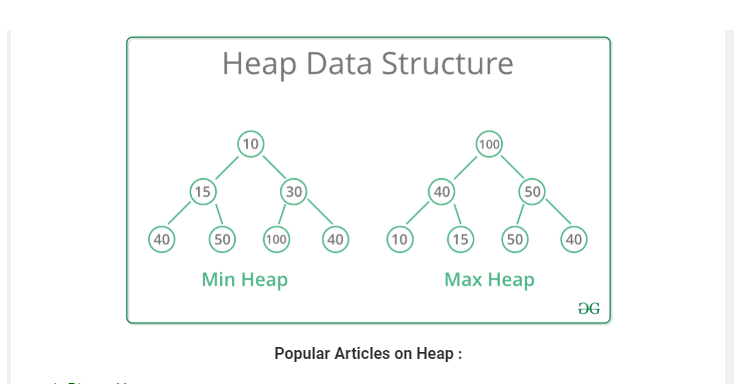 Heap Data Structure
10 100
15 30 40 50
40 50 100 40 10 15 50 40
Min Heap Max Heap
Popular Articles on Heap :